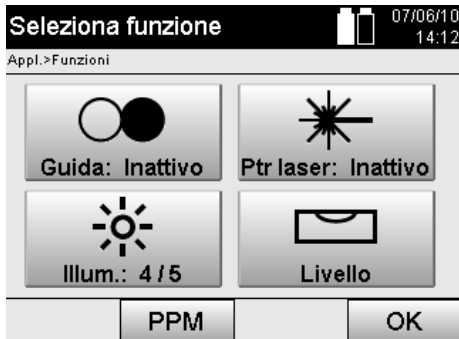 Seleziona funzione
07/06/10
14:12
Appl.>Funzioni
Guida: Inattivo
Ptr laser: Inattivo
Illum.: 4/5
Livello
PPM
OK